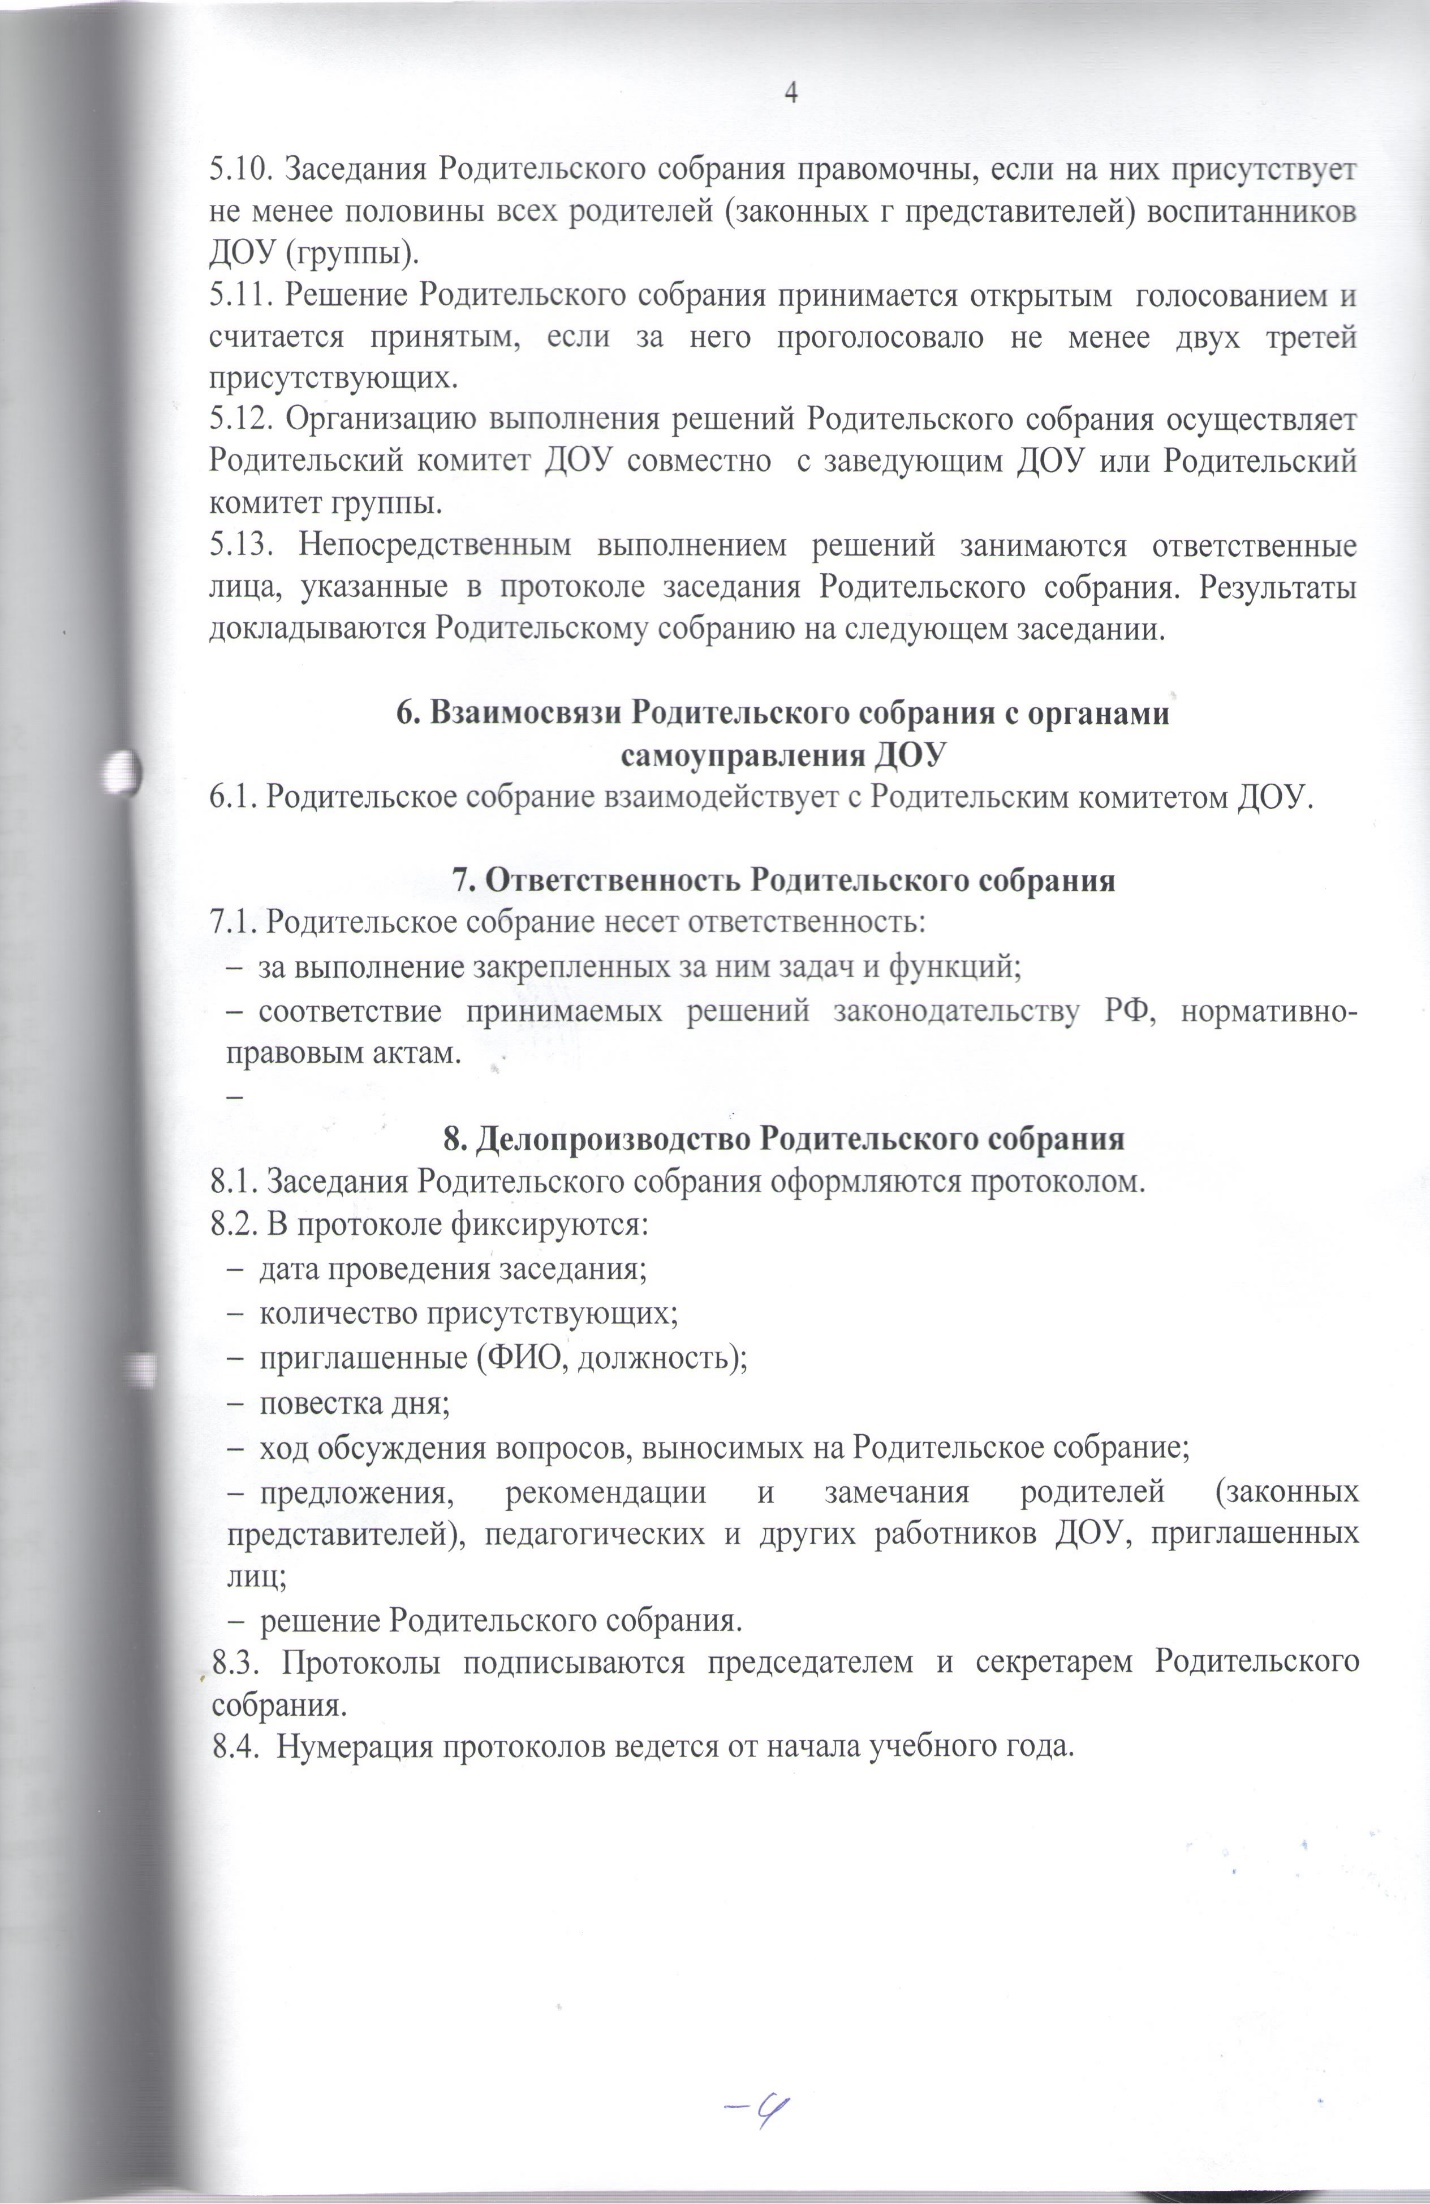 4
5.10. Заседания Родительского собрания правомочны, если на них присутствует
не менее половины всех родителей (законных г представителей) воспитанников
ДОУ (группы).
5.11. Решение Родительского собрания принимается открытым голосованием и
считается принятым, если за него проголосовало не менее двух третей
присутствующих.
5.12. Организацию выполнения решений Родительского собрания осуществляет
Родительский комитет ДОУ совместно с заведующим ДОУ или Родительский
комитет группы.
5.13. Непосредственным выполнением решений занимаются ответственные
лица, указанные в протоколе заседания Родительского собрания. Результаты
докладываются Родительскому собранию на следующем заседании.
6. Взаимосвязи Родительского собрания с органами
самоуправления ДОУ
6.1. Родительское собрание взаимодействует с Родительским комитетом ДОУ.
7. Ответственность Родительского собрания
7.1. Родительское собрание несет ответственность:
– за выполнение закрепленных за ним задач и функций;
– соответствие принимаемых решений законодательству РФ, нормативно-
правовым актам.
–
8. Делопроизводство Родительского собрания
8.1. Заседания Родительского собрания оформляются протоколом.
8.2. В протоколе фиксируются:
– дата проведения заседания;
– количество присутствующих;
– приглашенные (ФИО, должность);
– повестка дня;
– ход обсуждения вопросов, выносимых на Родительское собрание;
– предложения, рекомендации и замечания родителей (законных
представителей), педагогических и других работников ДОУ, приглашенных
лиц;
– решение Родительского собрания.
8.3. Протоколы подписываются председателем и секретарем Родительского
собрания.
8.4. Нумерация протоколов ведется от начала учебного года.
–4